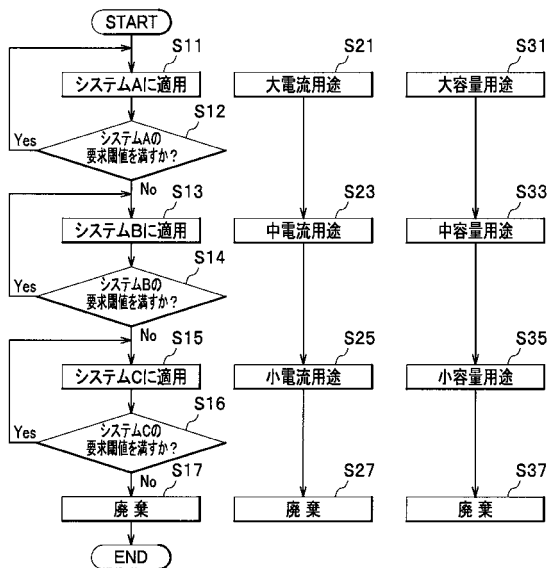 START
S11
システムAに適用
S12
システムAの
要求閾値を満すか?
Yes
No
S13
システムBに適用
S14
システムBの
要求閾値を満すか?
Yes
No
S15
システムCに適用
S16
システムCの
要求閾値を満すか?
Yes
No
S17
廃棄
END
S21
大電流用途
S23
中電流用途
S25
小電流用途
S27
廃棄
S31
大容量用途
S33
中容量用途
S35
小容量用途
S37
廃棄